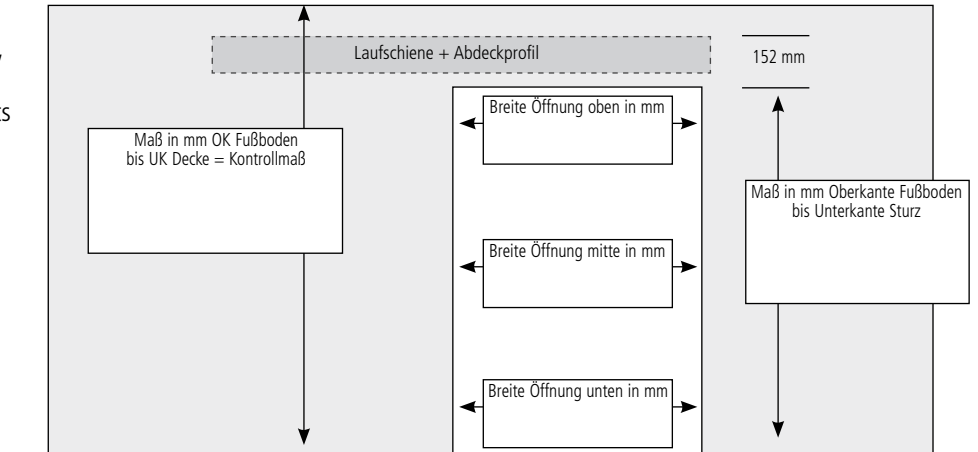 Laufschiene + Abdeckprofil
152 mm
Breite Öffnung oben in mm
Maß in mm OK Fußboden
bis UK Decke = Kontrollmaß
Maß in mm Oberkante Fußboden
bis Unterkante Sturz
Breite Öffnung mitte in mm
Breite Öffnung unten in mm